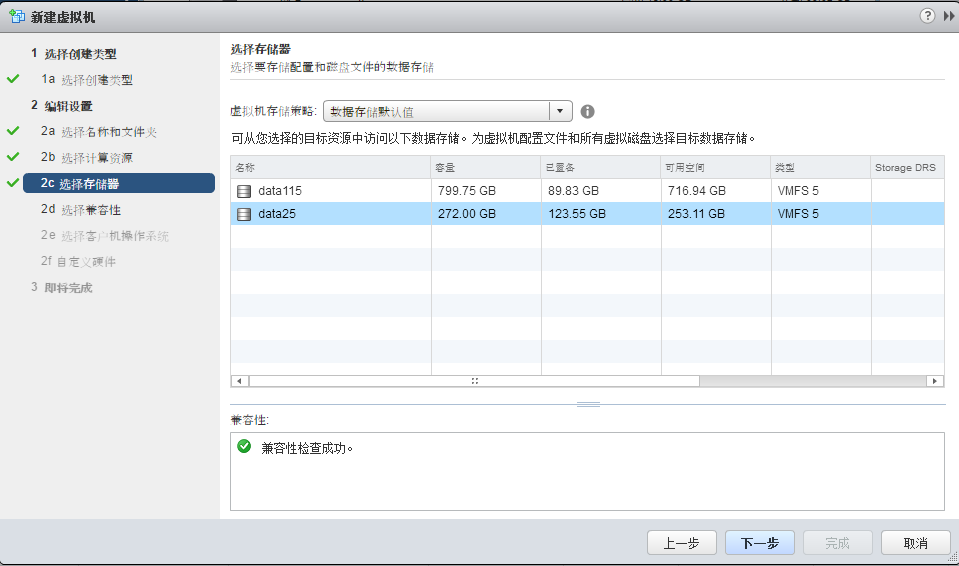 新建虚拟机
1 选择创建类型
1a 选择创建类型
2 编辑设置
2a 选择名称和文件夹
2b 选择计算资源
2c 选择存储器
2d 选择兼容性
2e 选择客户机操作系统
2f 自定义硬件
3 即将完成
选择存储器
选择要存储配置和磁盘文件的数据存储
虚拟机存储策略: 数据存储默认值
可从您选择的目标资源中访问以下数据存储。为虚拟机配置文件和所有虚拟磁盘选择目标数据存储。
名称 容量 已置备 可用空间 类型 Storage DRS
data115 799.75 GB 89.83 GB 716.94 GB VMFS 5
data25 272.00 GB 123.55 GB 253.11 GB VMFS 5
兼容性:
兼容性检查成功。
上一步 下一步 完成 取消